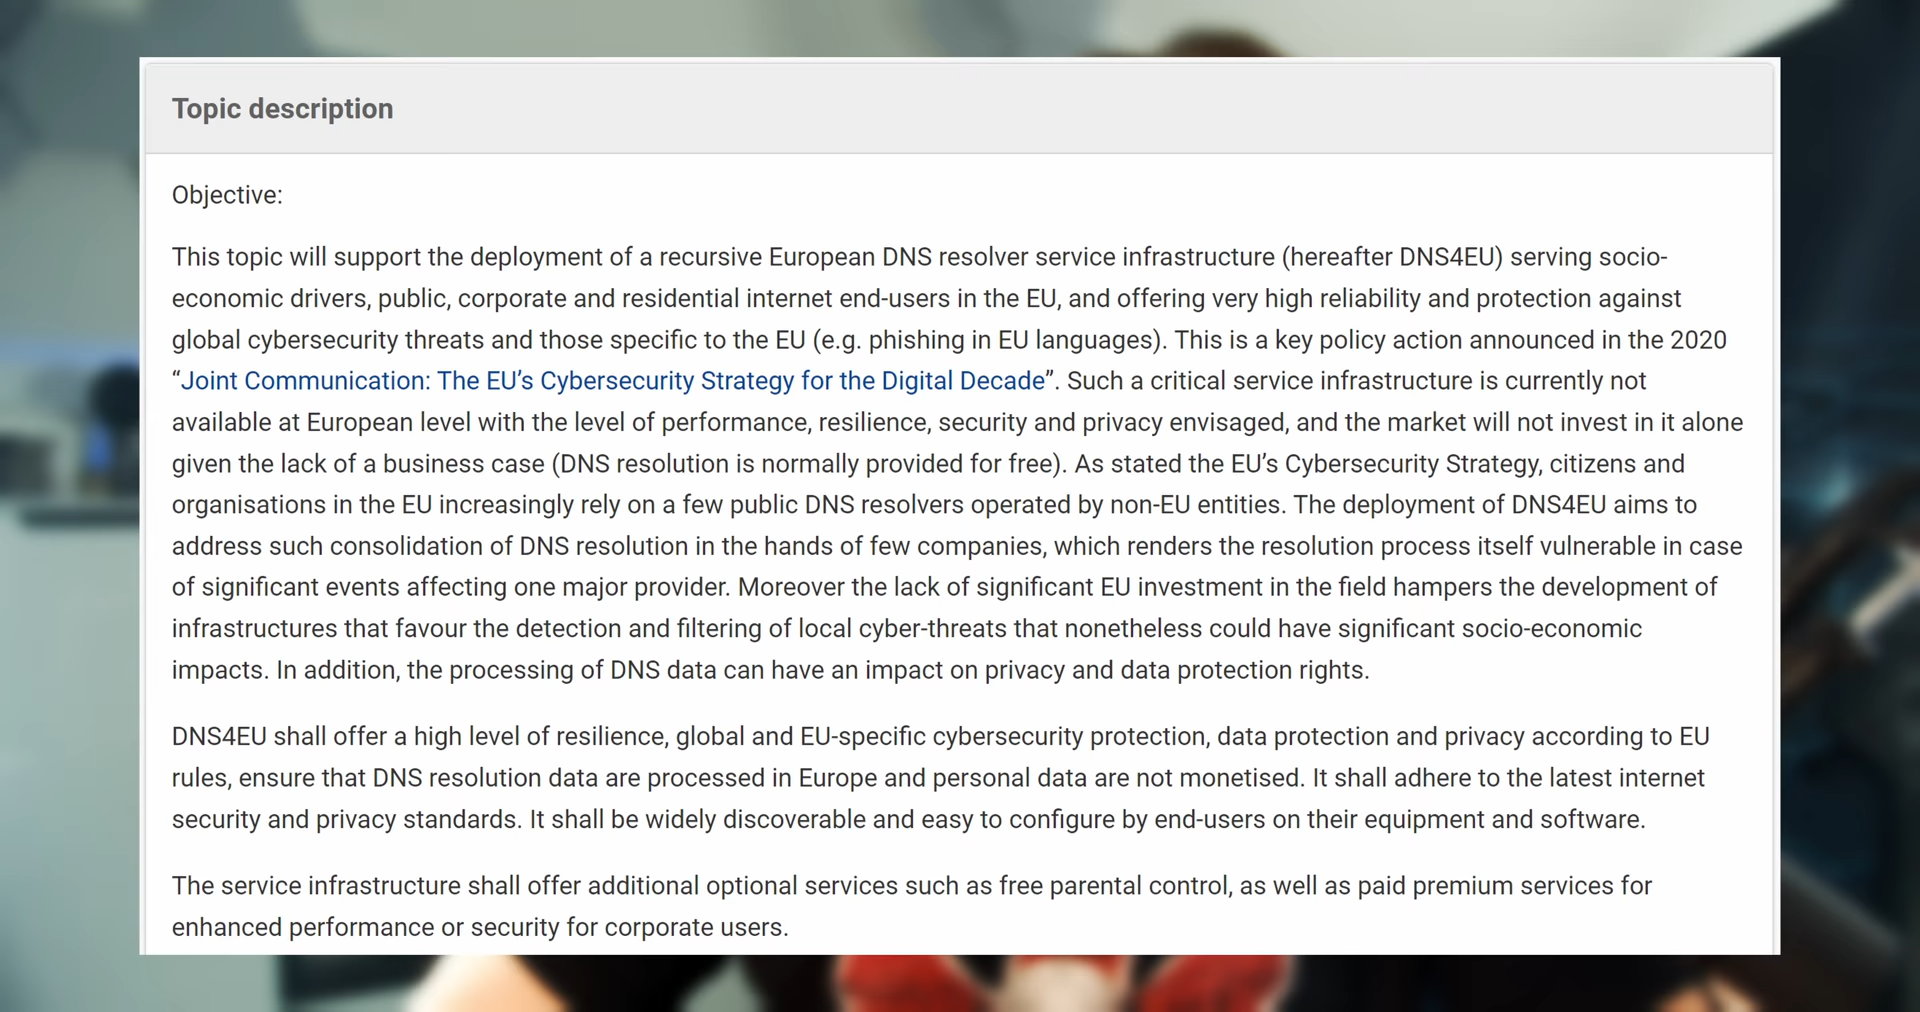 Topic description
Objective:
This topic will support the deployment of a recursive European DNS resolver service infrastructure (hereafter DNS4EU) serving socio-
economic drivers, public, corporate and residential internet end-users in the EU, and offering very high reliability and protection against
global cybersecurity threats and those specific to the EU (e.g. phishing in EU languages). This is a key policy action announced in the 2020
“Joint Communication: The EU’s Cybersecurity Strategy for the Digital Decade”. Such a critical service infrastructure is currently not
available at European level with the level of performance, resilience, security and privacy envisaged, and the market will not invest in it alone
given the lack of a business case (DNS resolution is normally provided for free). As stated the EU’s Cybersecurity Strategy, citizens and
organisations in the EU increasingly rely on a few public DNS resolvers operated by non-EU entities. The deployment of DNS4EU aims to
address such consolidation of DNS resolution in the hands of few companies, which renders the resolution process itself vulnerable in case
of significant events affecting one major provider. Moreover the lack of significant EU investment in the field hampers the development of
infrastructures that favour the detection and filtering of local cyber-threats that nonetheless could have significant socio-economic
impacts. In addition, the processing of DNS data can have an impact on privacy and data protection rights.
DNS4EU shall offer a high level of resilience, global and EU-specific cybersecurity protection, data protection and privacy according to EU
rules, ensure that DNS resolution data are processed in Europe and personal data are not monetised. It shall adhere to the latest internet
security and privacy standards. It shall be widely discoverable and easy to configure by end-users on their equipment and software.
The service infrastructure shall offer additional optional services such as free parental control, as well as paid premium services for
enhanced performance or security for corporate users.